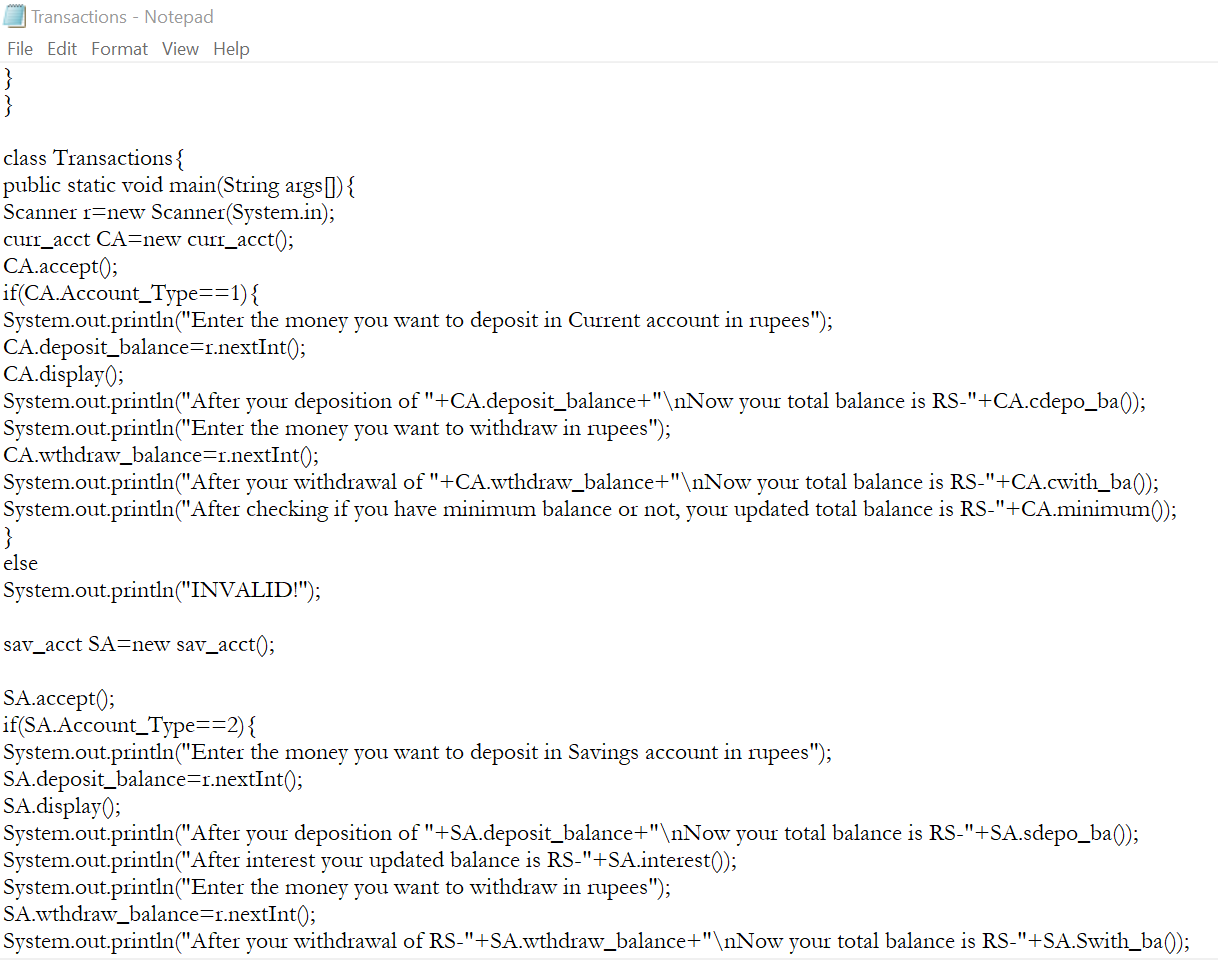 Transactions - Notepad
File Edit Format View Help
}
}
class Transactions{
public static void main(String args[]){
Scanner r=new Scanner(System.in);
curr_acct CA=new curr_acct();
CA.accept();
if(CA.Account_Type==1){
System.out.println("Enter the money you want to deposit in Current account in rupees");
CA.deposit_balance=r.nextInt();
CA.display();
System.out.println("After your deposition of "+CA.deposit_balance+"\nNow your total balance is RS-"+CA.cdepo_ba());
System.out.println("Enter the money you want to withdraw in rupees");
CA.wthdraw_balance=r.nextInt();
System.out.println("After your withdrawal of "+CA.wthdraw_balance+"\nNow your total balance is RS-"+CA.cwith_ba());
System.out.println("After checking if you have minimum balance or not, your updated total balance is RS-"+CA.minimum());
}
else
System.out.println("INVALID!");
sav_acct SA=new sav_acct();
SA.accept();
if(SA.Account_Type==2){
System.out.println("Enter the money you want to deposit in Savings account in rupees");
SA.deposit_balance=r.nextInt();
SA.display();
System.out.println("After your deposition of "+SA.deposit_balance+"\nNow your total balance is RS-"+SA.sdepo_ba());
System.out.println("After interest your updated balance is RS-"+SA.interest());
System.out.println("Enter the money you want to withdraw in rupees");
SA.wthdraw_balance=r.nextInt();
System.out.println("After your withdrawal of RS-"+SA.wthdraw_balance+"\nNow your total balance is RS-"+SA.Swith_ba());